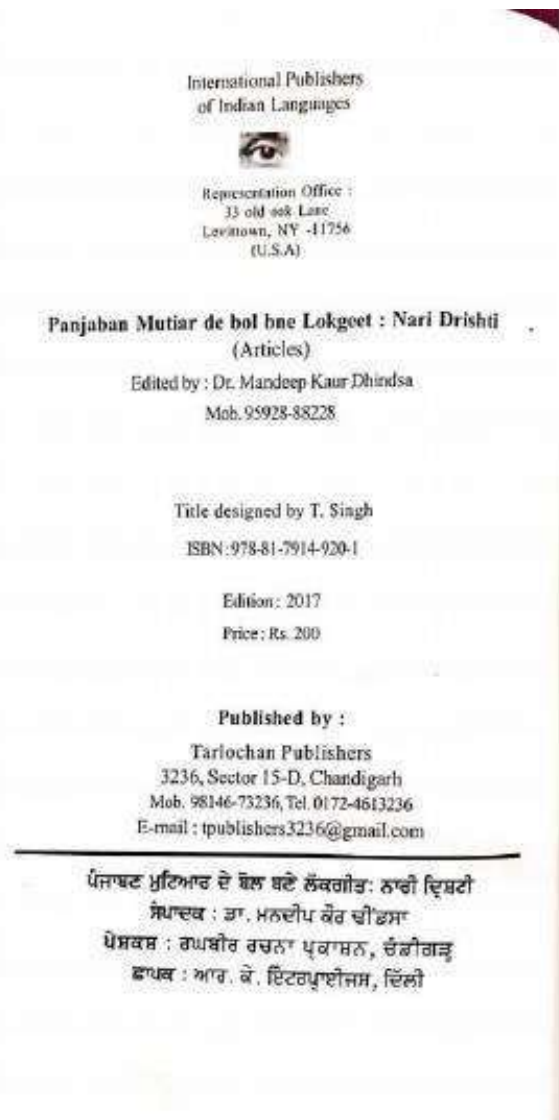 International Publishers
of Indian Languages
Representation Office :
33 old oak Lane
Levittown, NY -11756
(U.S.A)
Panjaban Mutiar de bol bne Lokgeet : Nari Drishti
(Articles)
Edited by : Dr. Mandeep Kaur Dhindsa
Mob. 95928-88228
Title designed by T. Singh
ISBN :978-81-7914-920-1
Edition : 2017
Price : Rs. 200
Published by :
Tarlochan Publishers
3236, Sector 15-D, Chandigarh
Mob. 98146-73236, Tel. 0172-4613236
E-mail : tpublishers3236@gmail.com
ਪੰਜਾਬਣ ਮੁਟਿਆਰ ਦੇ ਬੋਲ ਬਣੇ ਲੋਕਗੀਤ: ਨਾਰੀ ਦ੍ਰਿਸ਼ਟੀ
ਸੰਪਾਦਕ : ਡਾ. ਮਨਦੀਪ ਕੌਰ ਢੀਂਡਸਾ
ਪੇਸ਼ਕਸ਼ : ਰਘਬੀਰ ਰਚਨਾ ਪ੍ਰਕਾਸ਼ਨ, ਚੰਡੀਗੜ੍ਹ
ਛਾਪਕ : ਆਰ. ਕੇ. ਇੰਟਰਪ੍ਰਾਈਜਸ, ਦਿੱਲੀ